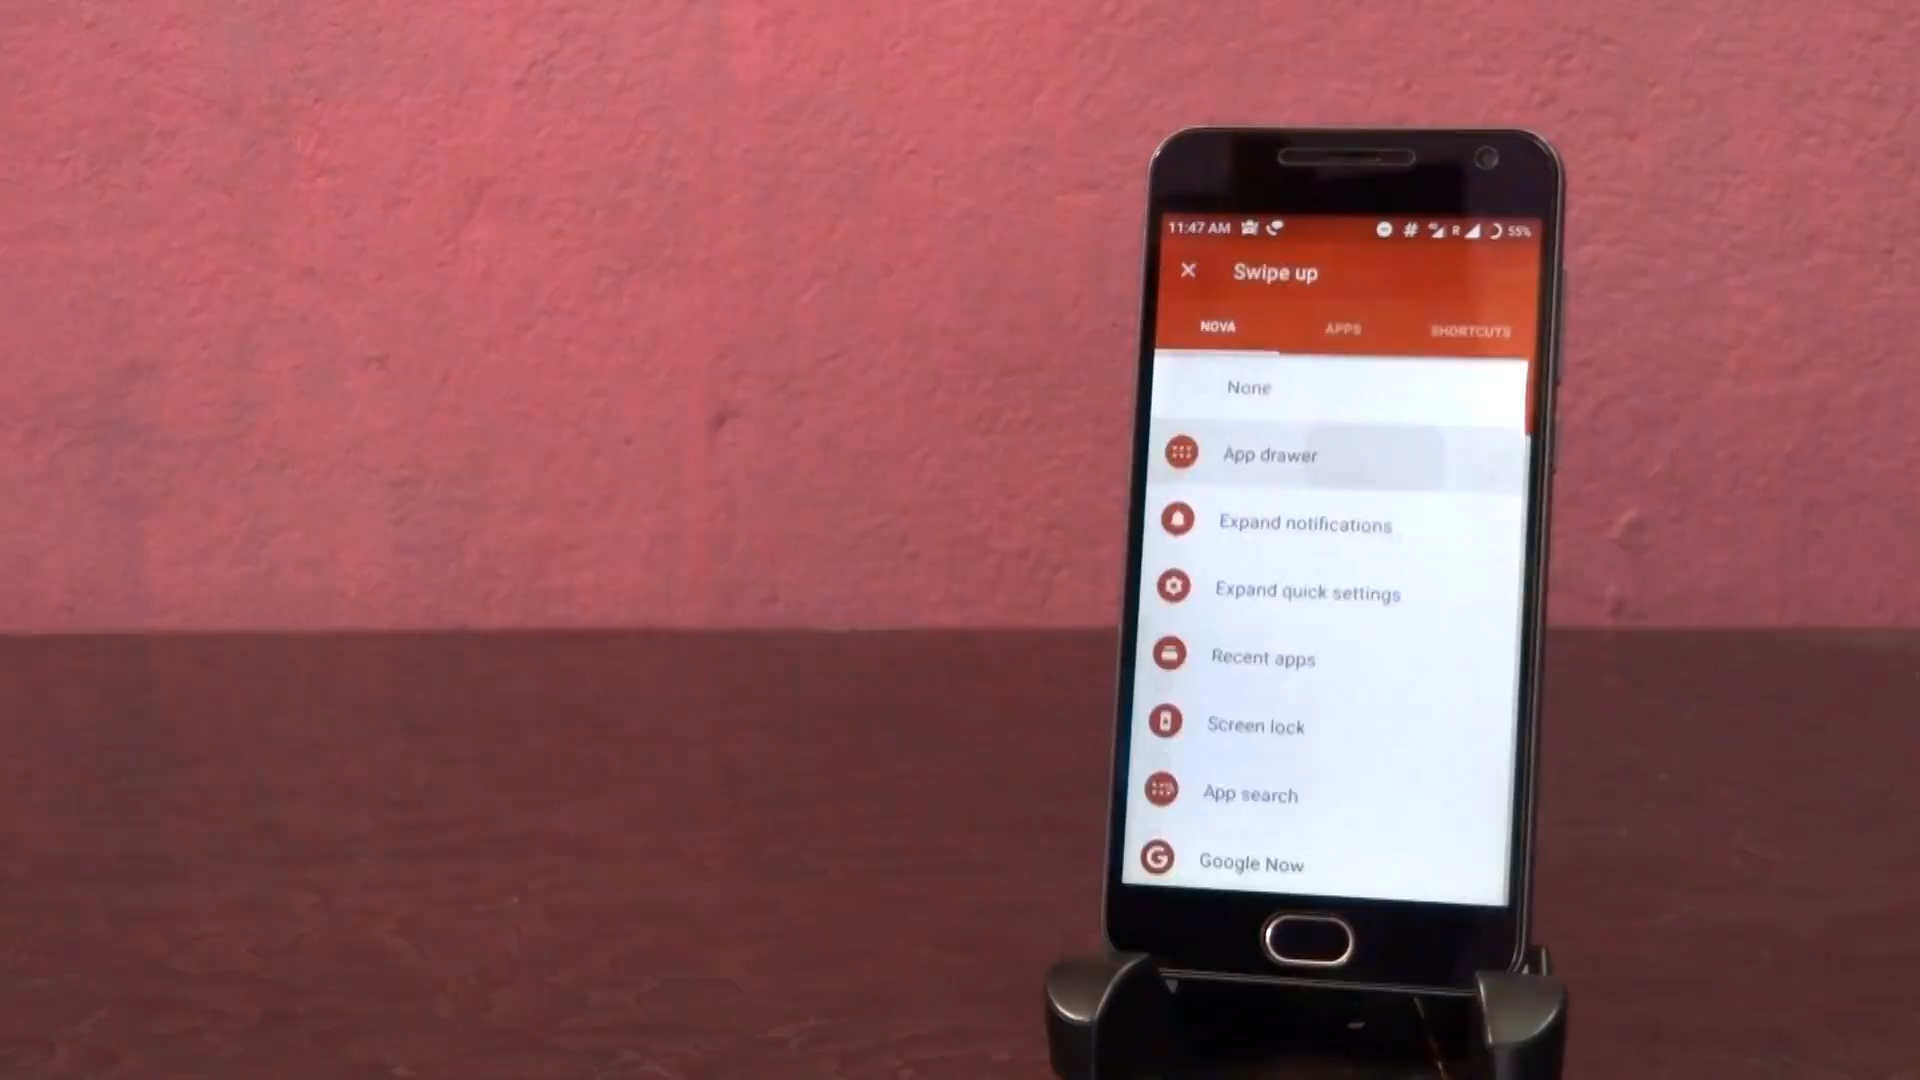 11:47 AM # R 55%
Swipe up
NOVA APPS SHORTCUTS
None
App drawer
Expand notifications
Expand quick settings
Recent apps
Screen lock
App search
G Google Now